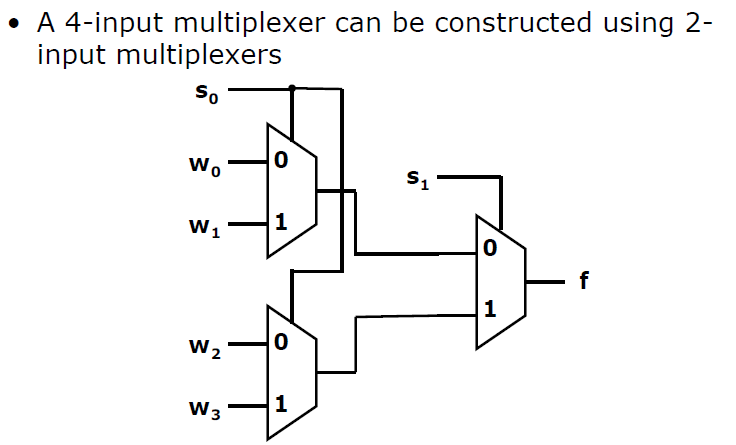 • A 4-input multiplexer can be constructed using 2-
input multiplexers
s0
w0
0
s1
w1
1
0
f
1
w2
0
w3
1